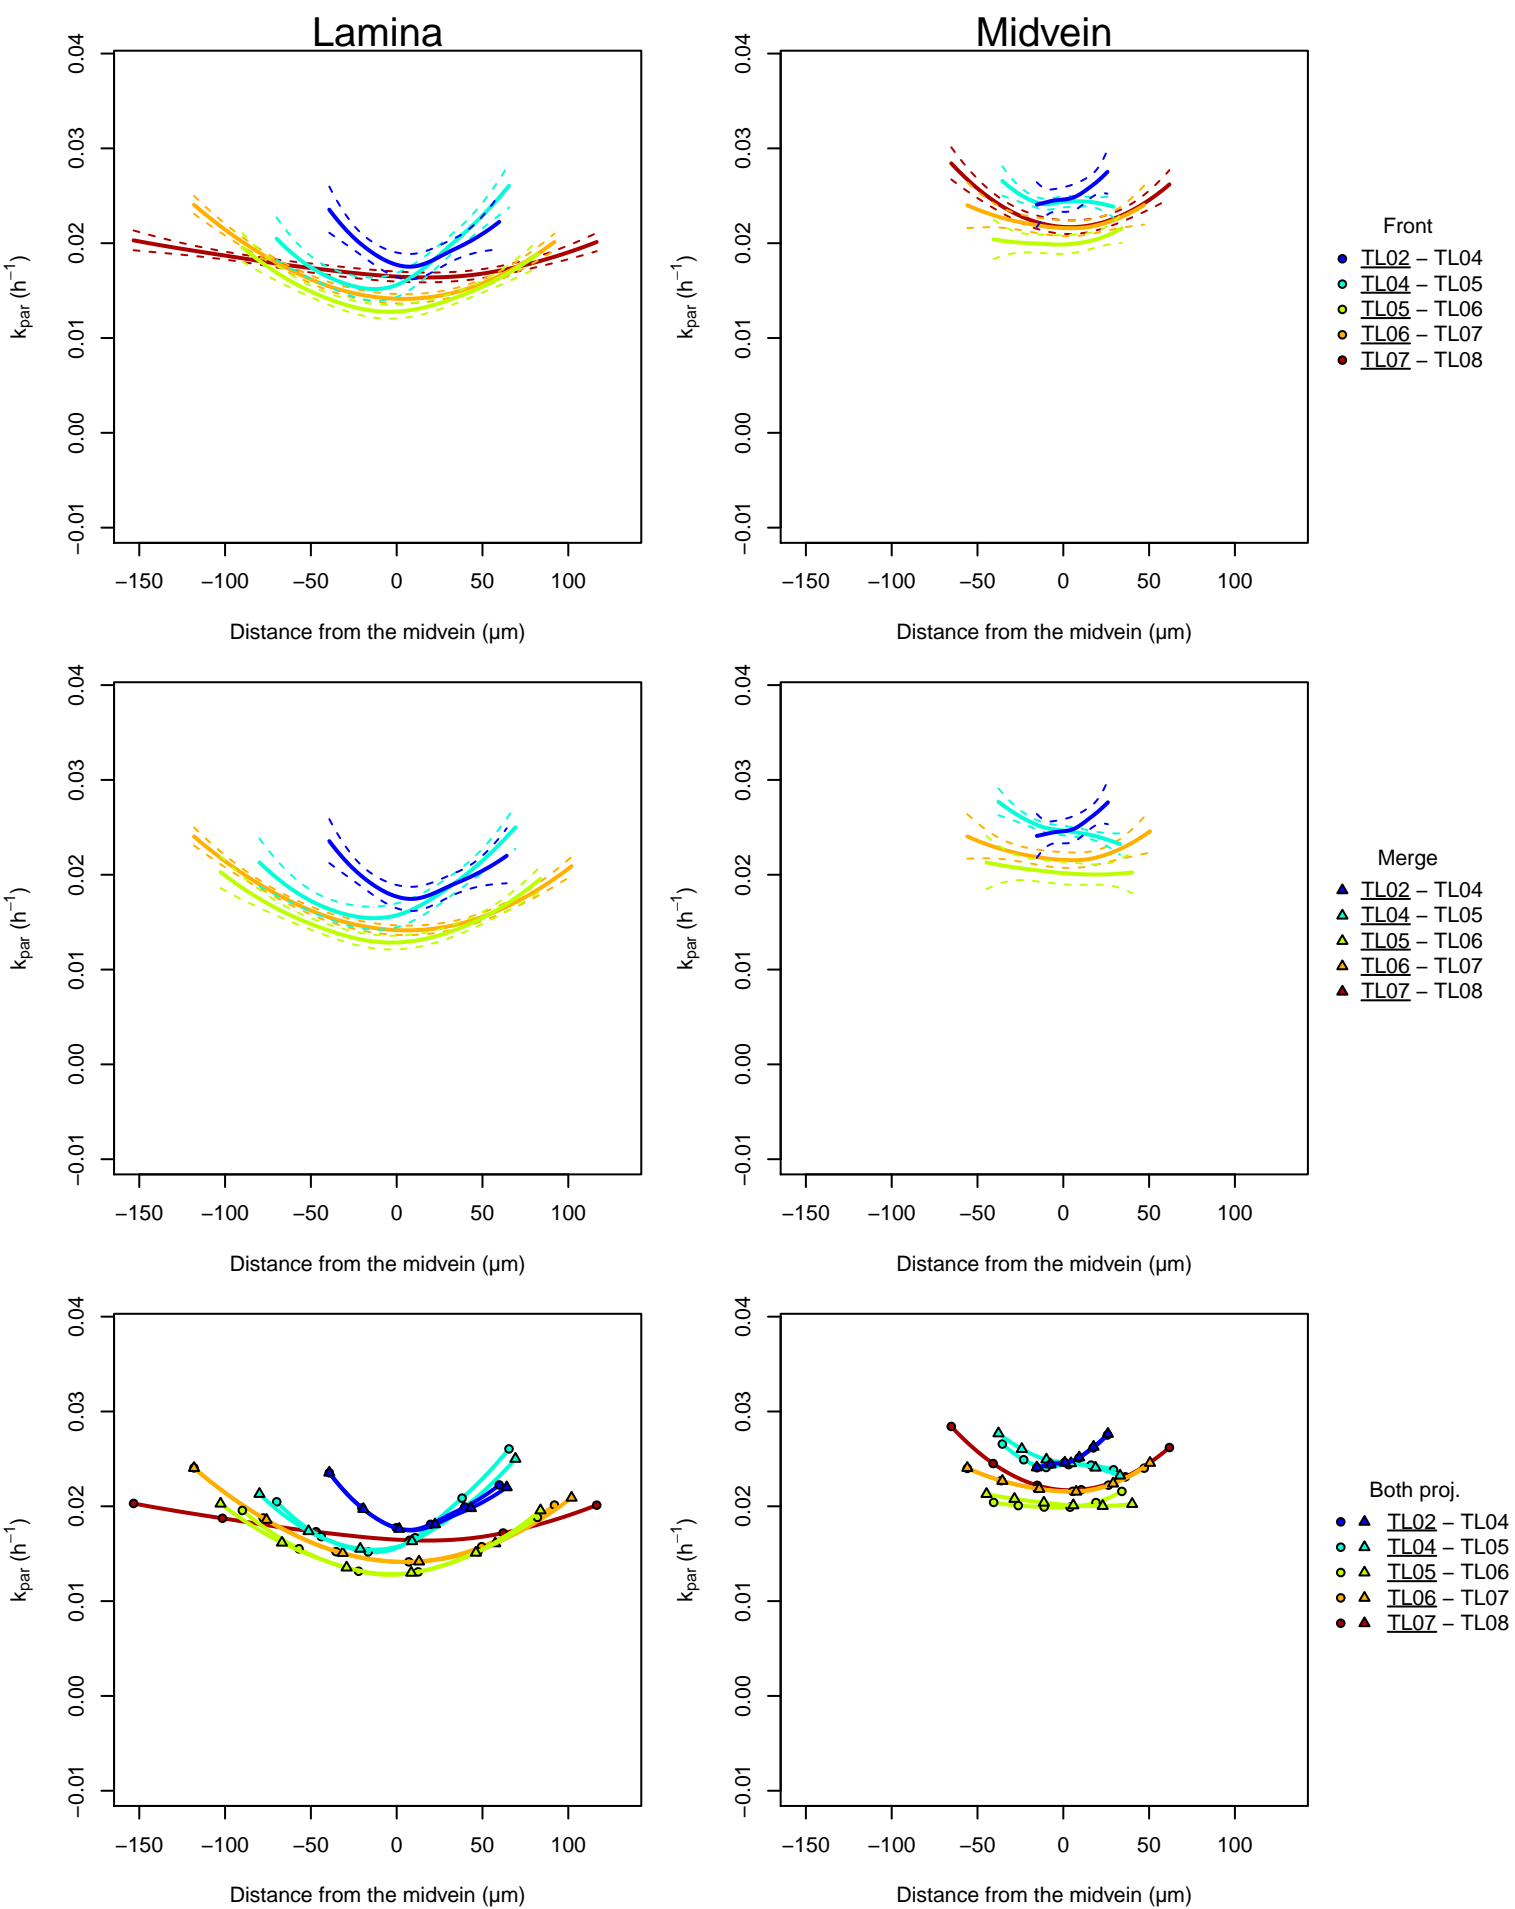 Lamina
Midvein
0.04
0.03
0.02
0.01
0.00
−0.01
k_par (h⁻¹)
−150 −100 −50 0 50 100
Distance from the midvein (µm)
0.04
0.03
0.02
0.01
0.00
−0.01
k_par (h⁻¹)
−150 −100 −50 0 50 100
Distance from the midvein (µm)
Front
TL02 − TL04
TL04 − TL05
TL05 − TL06
TL06 − TL07
TL07 − TL08
0.04
0.03
0.02
0.01
0.00
−0.01
k_par (h⁻¹)
−150 −100 −50 0 50 100
Distance from the midvein (µm)
0.04
0.03
0.02
0.01
0.00
−0.01
k_par (h⁻¹)
−150 −100 −50 0 50 100
Distance from the midvein (µm)
Merge
TL02 − TL04
TL04 − TL05
TL05 − TL06
TL06 − TL07
TL07 − TL08
0.04
0.03
0.02
0.01
0.00
−0.01
k_par (h⁻¹)
−150 −100 −50 0 50 100
Distance from the midvein (µm)
0.04
0.03
0.02
0.01
0.00
−0.01
k_par (h⁻¹)
−150 −100 −50 0 50 100
Distance from the midvein (µm)
Both proj.
TL02 − TL04
TL04 − TL05
TL05 − TL06
TL06 − TL07
TL07 − TL08